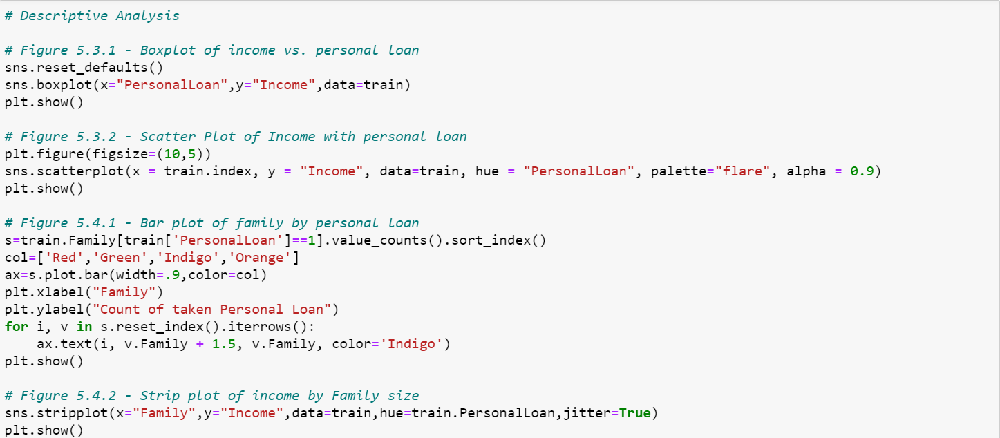 # Descriptive Analysis
# Figure 5.3.1 - Boxplot of income vs. personal loan
sns.reset_defaults()
sns.boxplot(x="PersonalLoan",y="Income",data=train)
plt.show()
# Figure 5.3.2 - Scatter Plot of Income with personal loan
plt.figure(figsize=(10,5))
sns.scatterplot(x = train.index, y = "Income", data=train, hue = "PersonalLoan", palette="flare", alpha = 0.9)
plt.show()
# Figure 5.4.1 - Bar plot of family by personal loan
s=train.Family[train['PersonalLoan']==1].value_counts().sort_index()
col=['Red','Green','Indigo','Orange']
ax=s.plot.bar(width=.9,color=col)
plt.xlabel("Family")
plt.ylabel("Count of taken Personal Loan")
for i, v in s.reset_index().iterrows():
    ax.text(i, v.Family + 1.5, v.Family, color='Indigo')
plt.show()
# Figure 5.4.2 - Strip plot of income by Family size
sns.stripplot(x="Family",y="Income",data=train,hue=train.PersonalLoan,jitter=True)
plt.show()